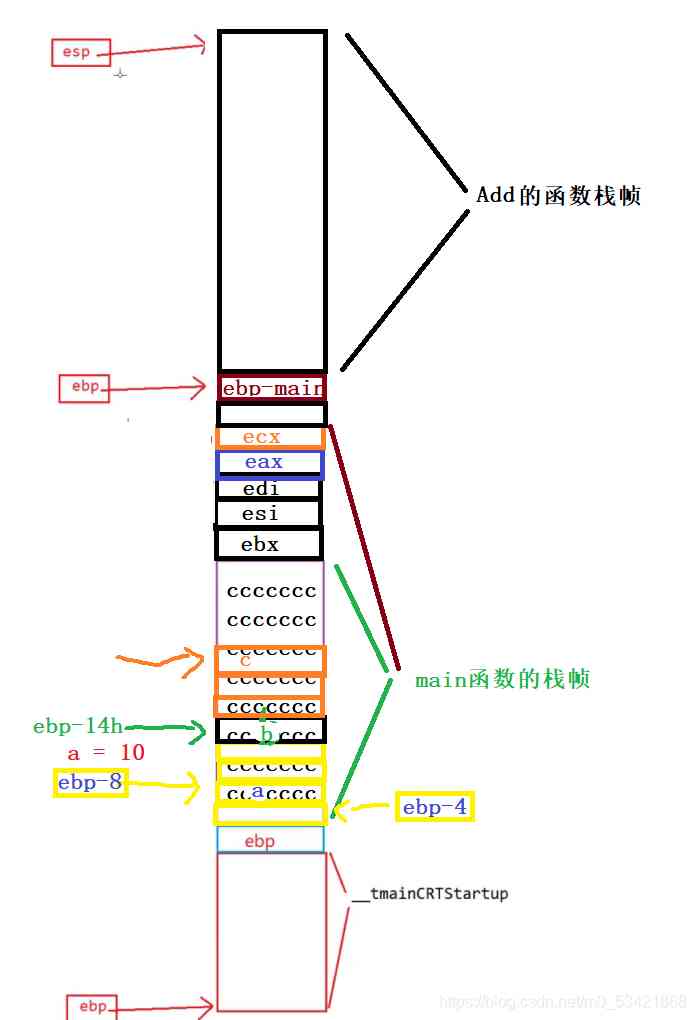 esp
Add的函数栈帧
ebp
ebp-main
ecx
eax
edi
esi
ebx
ccccccc
ccccccc
ccccccc
c
ccccccc
main函数的栈帧
ccccccc
ebp-14h
cc ccc
b
a = 10
ccccccc
ebp-8
cc cccc
a
ebp-4
ebp
__tmainCRTStartup
ebp
https://blog.csdn.net/m0_53421868